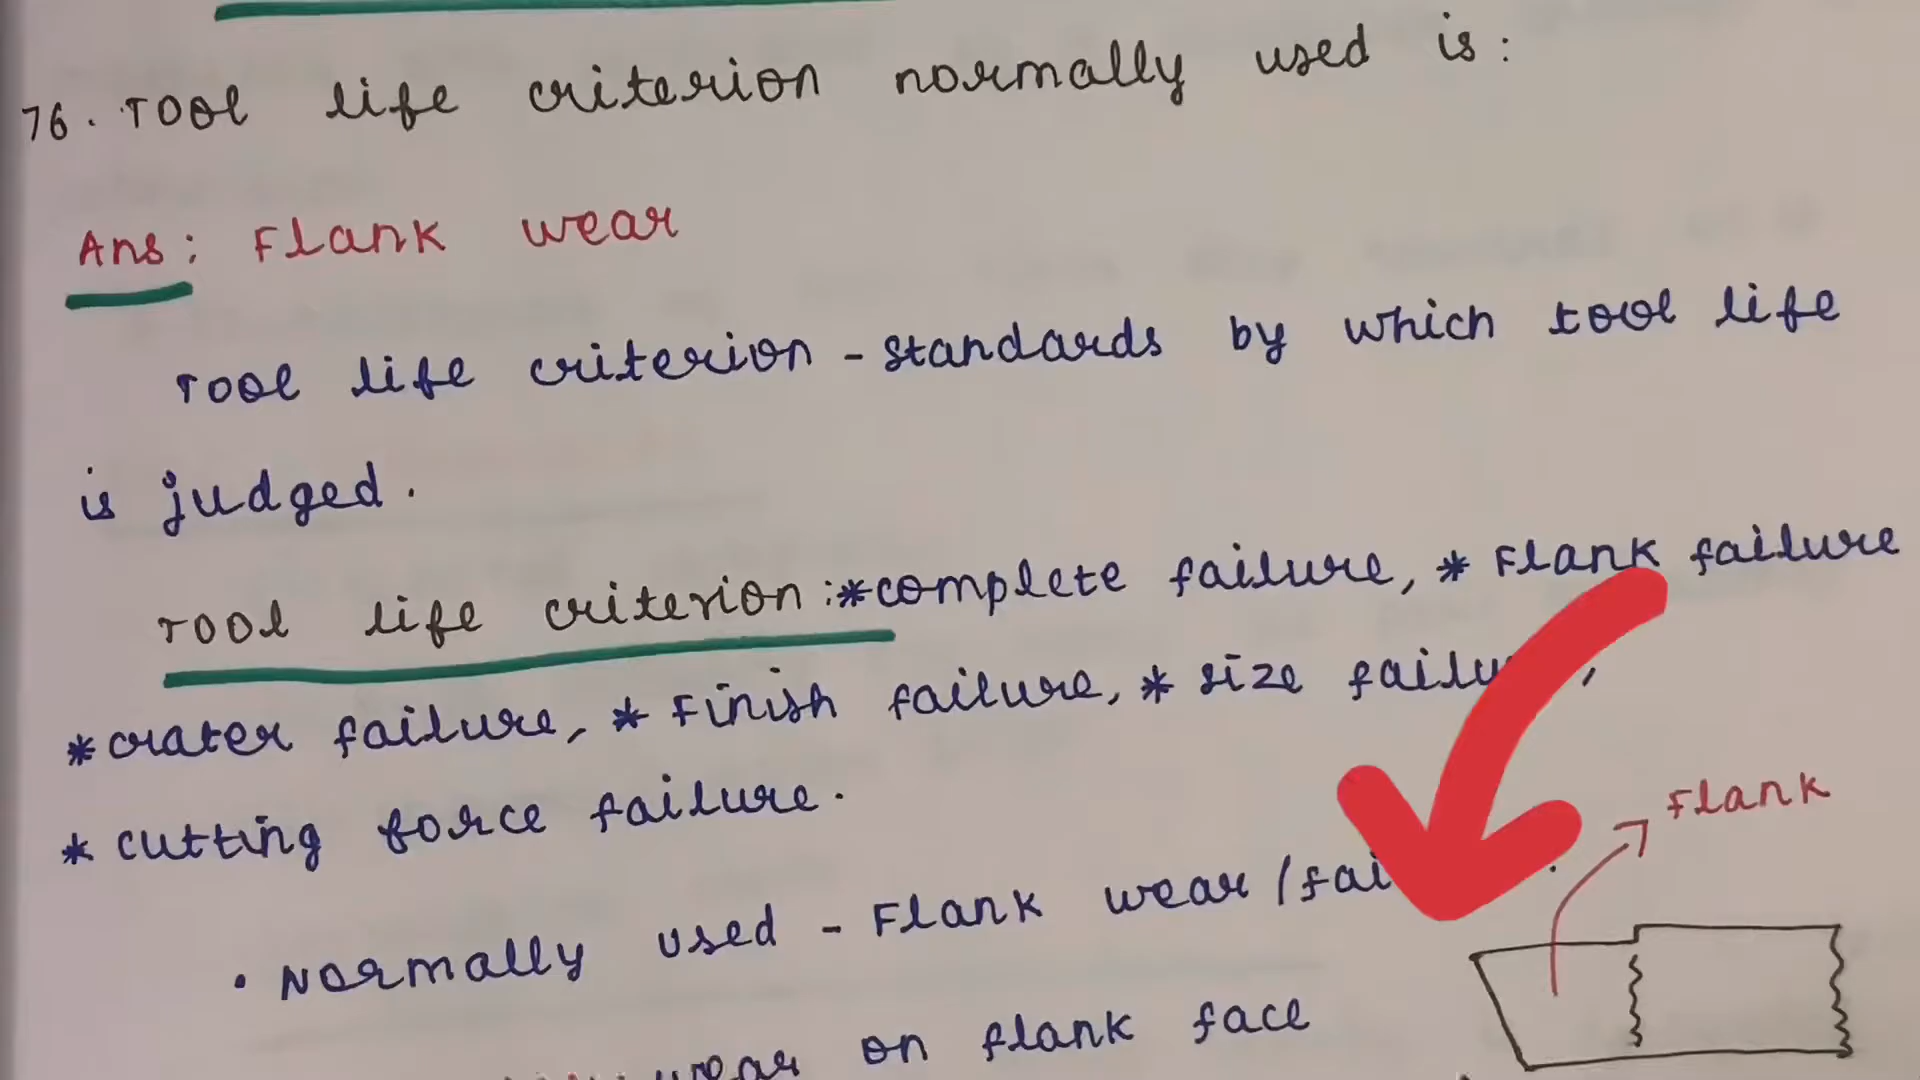 76. Tool life criterion normally used is:
Ans: Flank wear
Tool life criterion - standards by which tool life
is judged.
Tool life criterion :*complete failure, * Flank failure
*crater failure, * Finish failure, * size
* cutting force failure.
Flank
• Normally used - Flank wear /
wear on flank face